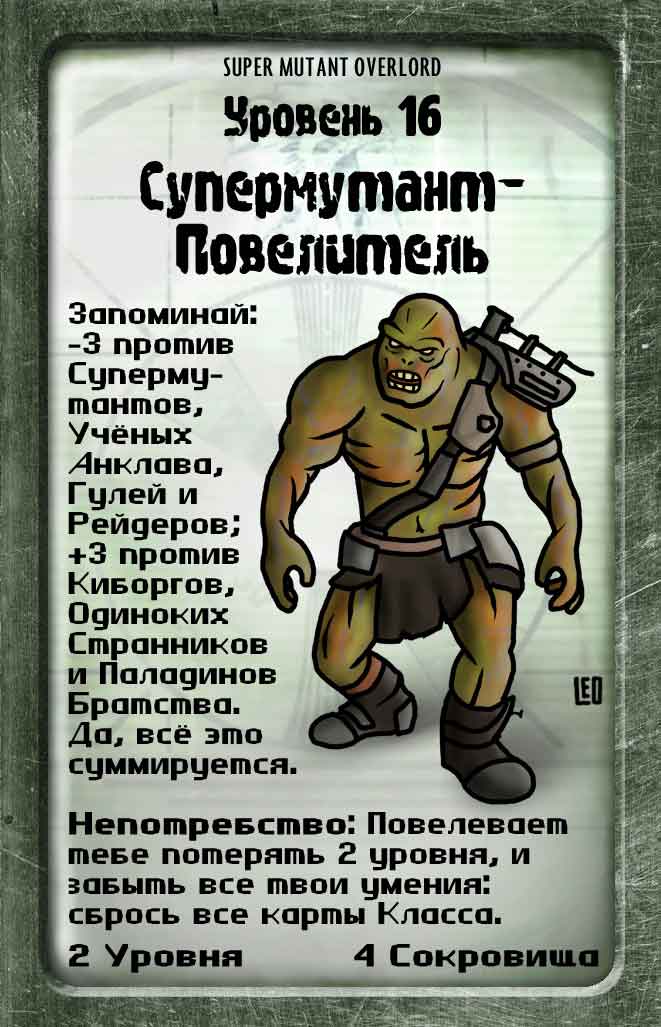 SUPER MUTANT OVERLORD
Уровень 16
Супермутант-
Повелитель
Запоминай:
-3 против
Суперму-
тантов,
Учёных
Анклава,
Гулей и
Рейдеров;
+3 против
Киборгов,
Одиноких
Странников
и Паладинов
Братства.
Да, всё это
суммируется.
LEO
Непотребство: Повелевает
тебе потерять 2 уровня, и
забыть все твои умения:
сбрось все карты Класса.
2 Уровня 4 Сокровища